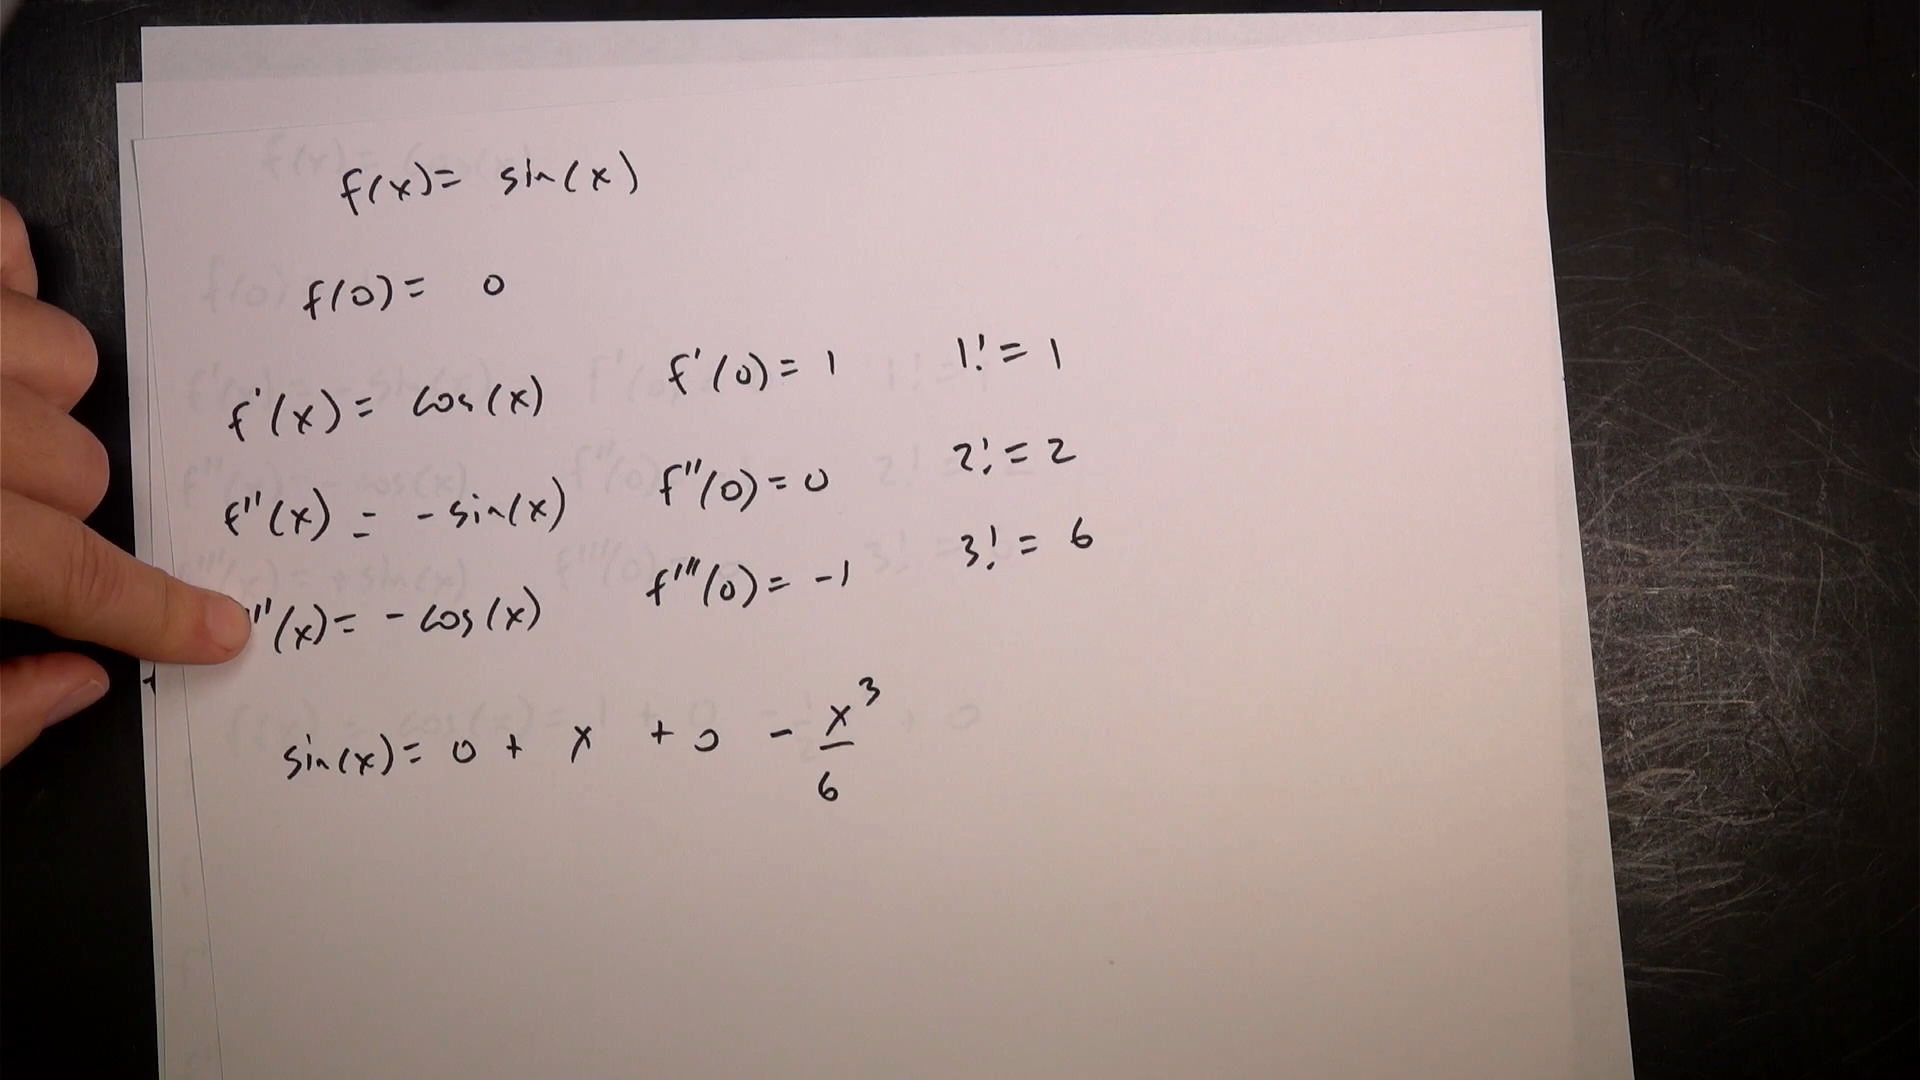 f(x) = sin(x)
f(0) = 0
f'(x) = cos(x) f'(0) = 1 1! = 1
f''(x) = - sin(x) f''(0) = 0 2! = 2
''(x) = - cos(x) f'''(0) = -1 3! = 6
sin(x) = 0 + x + 0 - x³/6